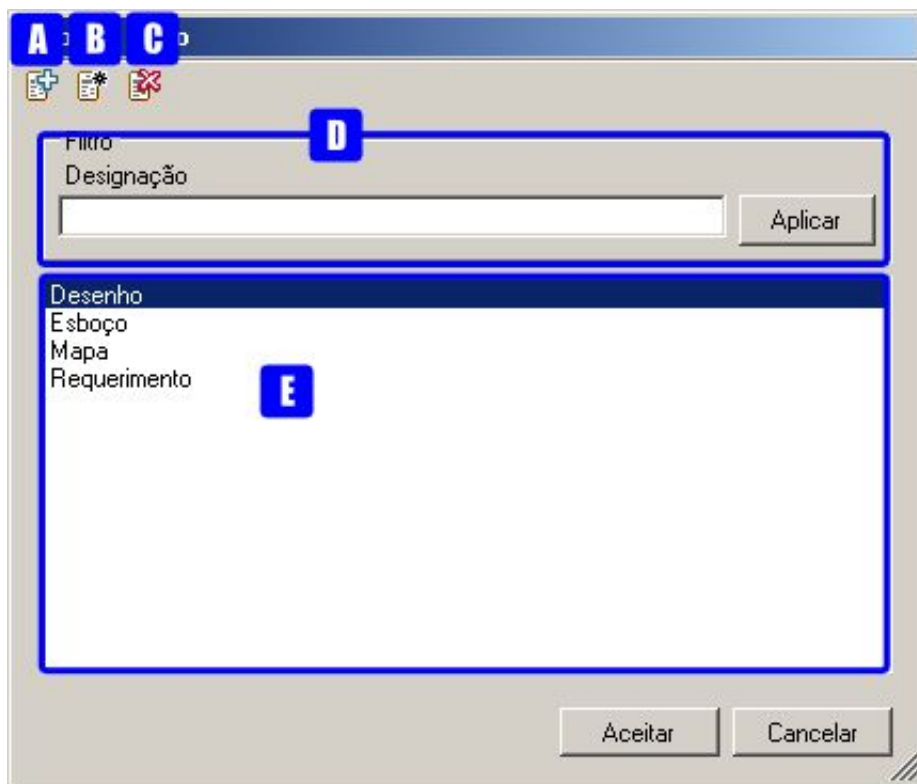 A B C
D
Filtro
Designação
Aplicar
Desenho
Esboço
Mapa
Requerimento
E
Aceitar Cancelar